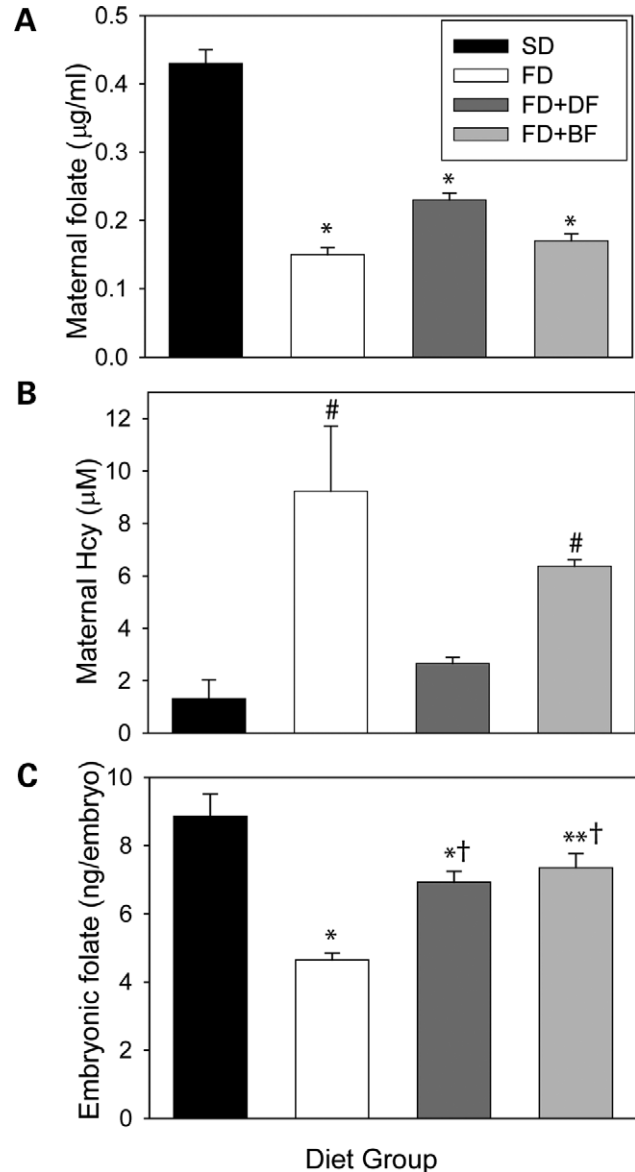 A
Maternal folate (µg/ml)
0.5
0.4
0.3
0.2
0.1
0.0
SD
FD
FD+DF
FD+BF
*
*
*
B
Maternal Hcy (µM)
12
10
8
6
4
2
0
#
#
C
Embryonic folate (ng/embryo)
10
8
6
4
2
0
*
*†
**†
Diet Group